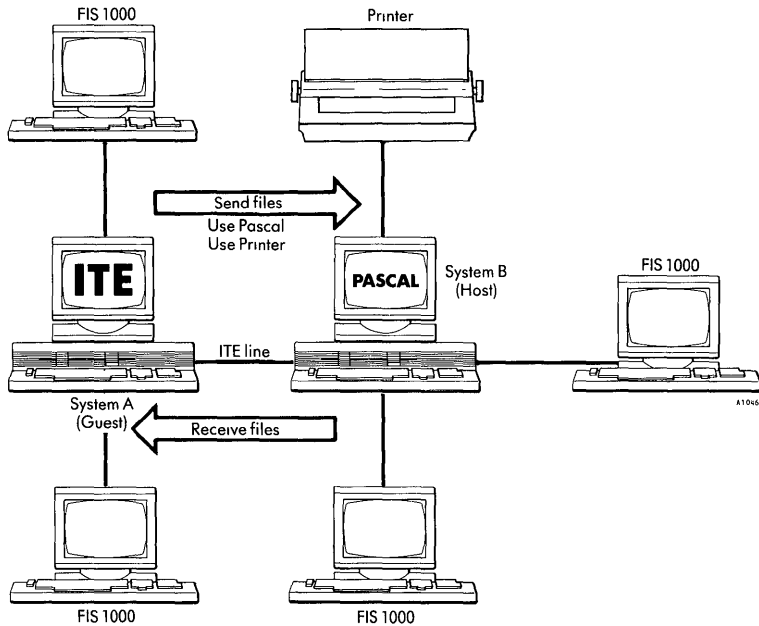 FIS 1000
Printer
Send files
Use Pascal
Use Printer
ITE
PASCAL
System B
(Host)
FIS 1000
ITE line
System A
(Guest)
Receive files
A1046
FIS 1000
FIS 1000